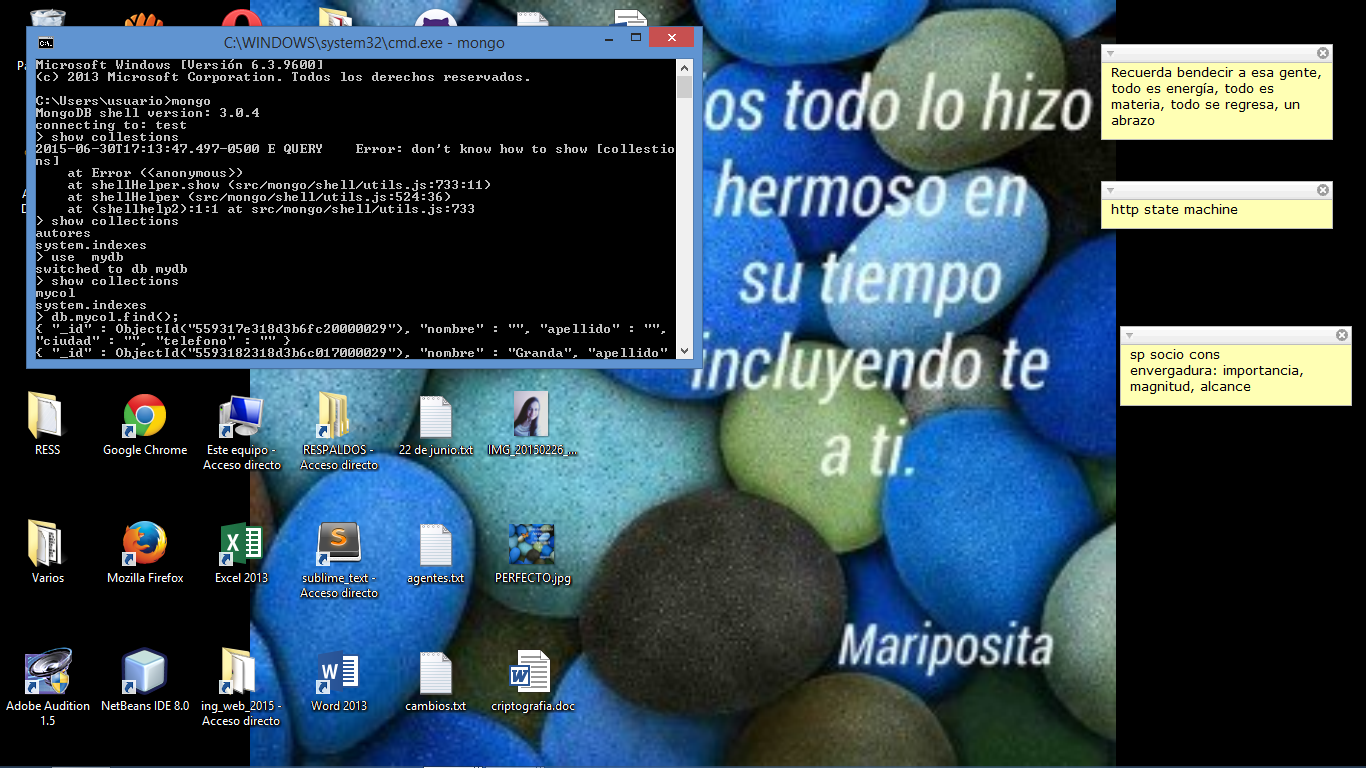 C:\WINDOWS\system32\cmd.exe - mongo
Microsoft Windows [Versión 6.3.9600]
(c) 2013 Microsoft Corporation. Todos los derechos reservados.
C:\Users\usuario>mongo
MongoDB shell version: 3.0.4
connecting to: test
> show collestions
2015-06-30T17:13:47.497-0500 E QUERY    Error: don't know how to show [collestio
ns]
    at Error (<anonymous>)
    at shellHelper.show (src/mongo/shell/utils.js:733:11)
    at shellHelper (src/mongo/shell/utils.js:524:36)
    at (shellhelp2):1:1 at src/mongo/shell/utils.js:733
> show collections
autores
system.indexes
> use  mydb
switched to db mydb
> show collections
mycol
system.indexes
> db.mycol.find();
{ "_id" : ObjectId("559317e318d3b6fc20000029"), "nombre" : "", "apellido" : "",
"ciudad" : "", "telefono" : "" }
{ "_id" : ObjectId("5593182318d3b6c017000029"), "nombre" : "Granda", "apellido"
ios todo lo hizo
hermoso en
su tiempo
incluyendo te
a ti.
Mariposita
Recuerda bendecir a esa gente,
todo es energía, todo es
materia, todo se regresa, un
abrazo
http state machine
sp socio cons
envergadura: importancia,
magnitud, alcance
RESS
Google Chrome
Este equipo -
Acceso directo
RESPALDOS -
Acceso directo
22 de junio.txt
IMG_20150226_...
Varios
Mozilla Firefox
Excel 2013
sublime_text -
Acceso directo
agentes.txt
PERFECTO.jpg
Adobe Audition
1.5
NetBeans IDE 8.0
ing_web_2015 -
Acceso directo
Word 2013
cambios.txt
criptografia.doc